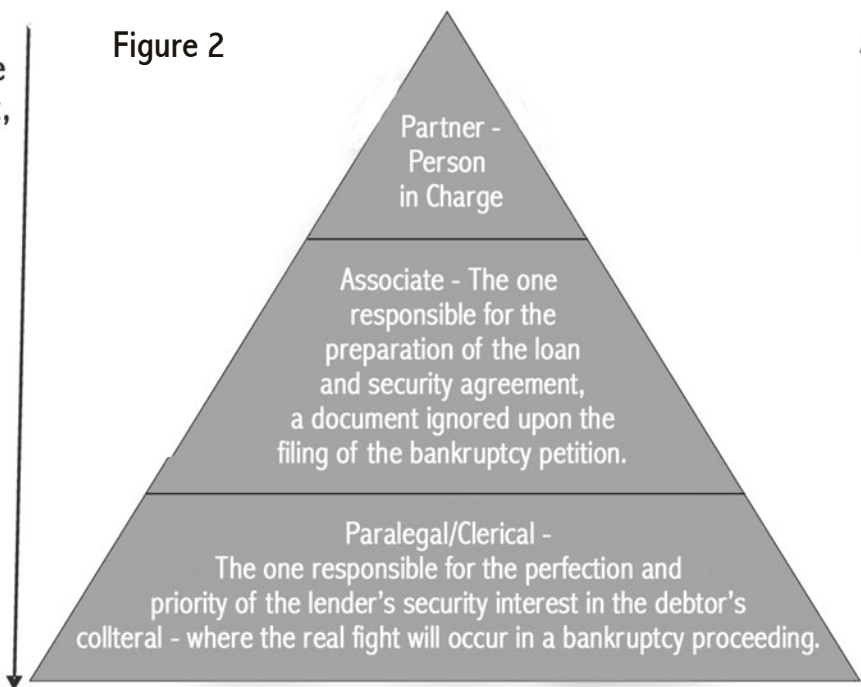 Figure 2
Partner -
Person
in Charge
Associate - The one
responsible for the
preparation of the loan
and security agreement,
a document ignored upon the
filing of the bankruptcy petition.
Paralegal/Clerical -
The one responsible for the perfection and
priority of the lender's security interest in the debtor's
collteral - where the real fight will occur in a bankruptcy proceeding.